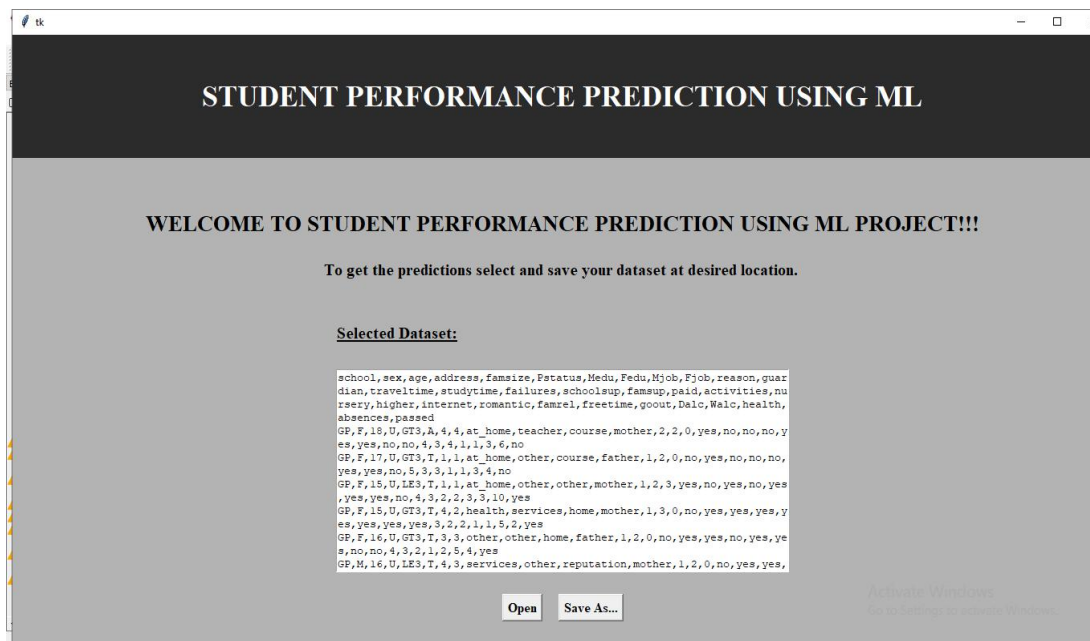 tk
STUDENT PERFORMANCE PREDICTION USING ML
WELCOME TO STUDENT PERFORMANCE PREDICTION USING ML PROJECT!!!
To get the predictions select and save your dataset at desired location.
Selected Dataset:
school,sex,age,address,famsize,Pstatus,Medu,Fedu,Mjob,Fjob,reason,guar
dian,traveltime,studytime,failures,schoolsup,famsup,paid,activities,nu
rsery,higher,internet,romantic,famrel,freetime,goout,Dalc,Walc,health,
absences,passed
GP,F,18,U,GT3,A,4,4,at_home,teacher,course,mother,2,2,0,yes,no,no,no,y
es,yes,no,no,4,3,4,1,1,3,6,no
GP,F,17,U,GT3,T,1,1,at_home,other,course,father,1,2,0,no,yes,no,no,no,
yes,yes,no,5,3,3,1,1,3,4,no
GP,F,15,U,LE3,T,1,1,at_home,other,other,mother,1,2,3,yes,no,yes,no,yes
,yes,yes,no,4,3,2,2,3,3,10,yes
GP,F,15,U,GT3,T,4,2,health,services,home,mother,1,3,0,no,yes,yes,yes,y
es,yes,yes,yes,3,2,2,1,1,5,2,yes
GP,F,16,U,GT3,T,3,3,other,other,home,father,1,2,0,no,yes,yes,no,yes,ye
s,no,no,4,3,2,1,2,5,4,yes
GP,M,16,U,LE3,T,4,3,services,other,reputation,mother,1,2,0,no,yes,yes,
Open Save As...
Activate Windows
Go to Settings to activate Windows.